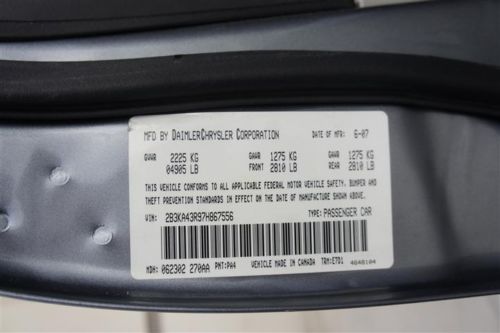 MFD BY DAIMLERCHRYSLER CORPORATION DATE OF MFR: 6-07
GVWR 2225 KG GAWR 1275 KG GAWR 1275 KG
04905 LB FRONT 2810 LB REAR 2810 LB
THIS VEHICLE CONFORMS TO ALL APPLICABLE FEDERAL MOTOR VEHICLE SAFETY, BUMPER AND
THEFT PREVENTION STANDARDS IN EFFECT ON THE DATE OF MANUFACTURE SHOWN ABOVE
VIN: 2B3KA43R97H867556 TYPE: PASSENGER CAR
MDH: 062302 270AA PNT: PA4 VEHICLE MADE IN CANADA TRM: E7D1 4648104